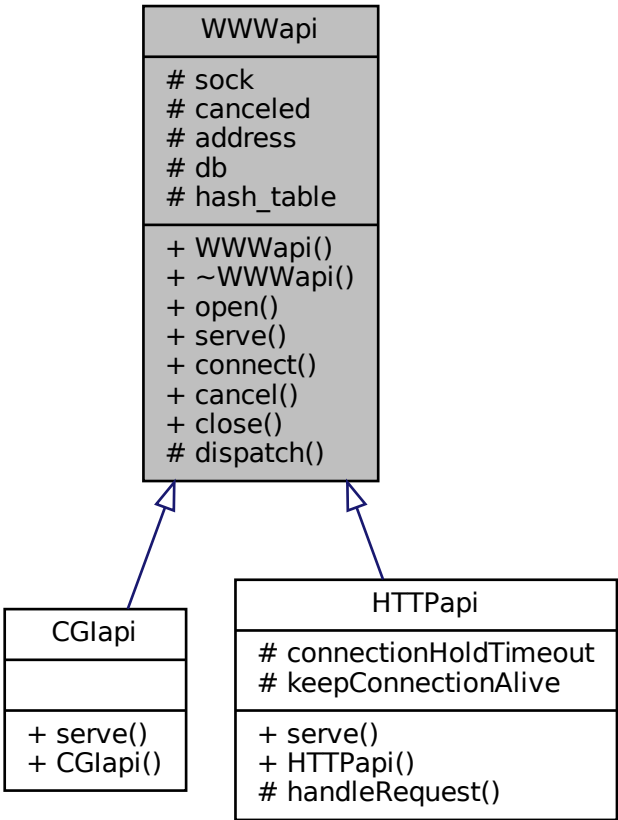 WWWapi
# sock
# canceled
# address
# db
# hash_table
+ WWWapi()
+ ~WWWapi()
+ open()
+ serve()
+ connect()
+ cancel()
+ close()
# dispatch()
CGIapi
+ serve()
+ CGIapi()
HTTPapi
# connectionHoldTimeout
# keepConnectionAlive
+ serve()
+ HTTPapi()
# handleRequest()